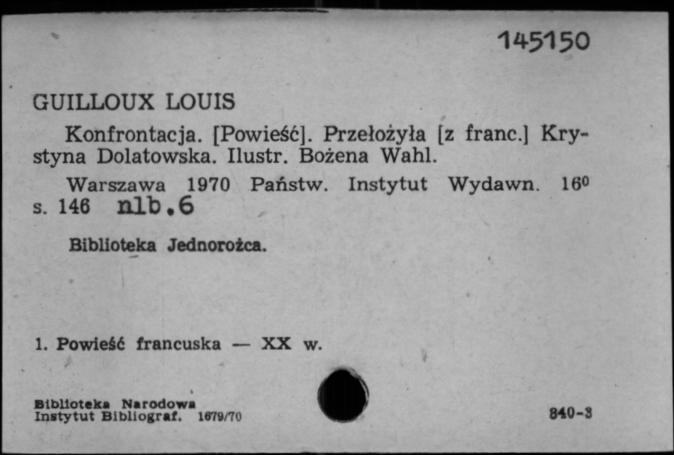 145150
GUILLOUX LOUIS
Konfrontacja. [Powieść]. Przełożyła [z franc.] Kry-
styna Dolatowska. Ilustr. Bożena Wahl.
Warszawa 1970 Państw. Instytut Wydawn. 16⁰
s. 146 nlb.6
Biblioteka Jednorożca.
1. Powieść francuska — XX w.
Biblioteka Narodowa
Instytut Bibliograf. 1679/70
840-3